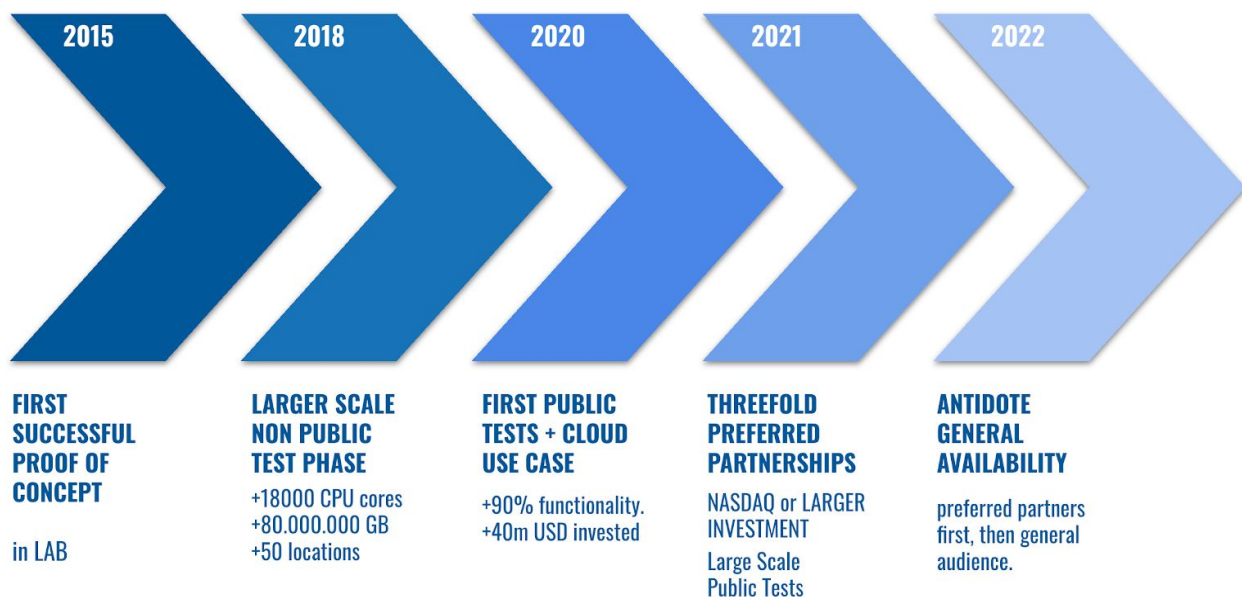 2015
2018
2020
2021
2022
FIRST
SUCCESSFUL
PROOF OF
CONCEPT
in LAB
LARGER SCALE
NON PUBLIC
TEST PHASE
+18000 CPU cores
+80.000.000 GB
+50 locations
FIRST PUBLIC
TESTS + CLOUD
USE CASE
+90% functionality.
+40m USD invested
THREEFOLD
PREFERRED
PARTNERSHIPS
NASDAQ or LARGER
INVESTMENT
Large Scale
Public Tests
ANTIDOTE
GENERAL
AVAILABILITY
preferred partners
first, then general
audience.